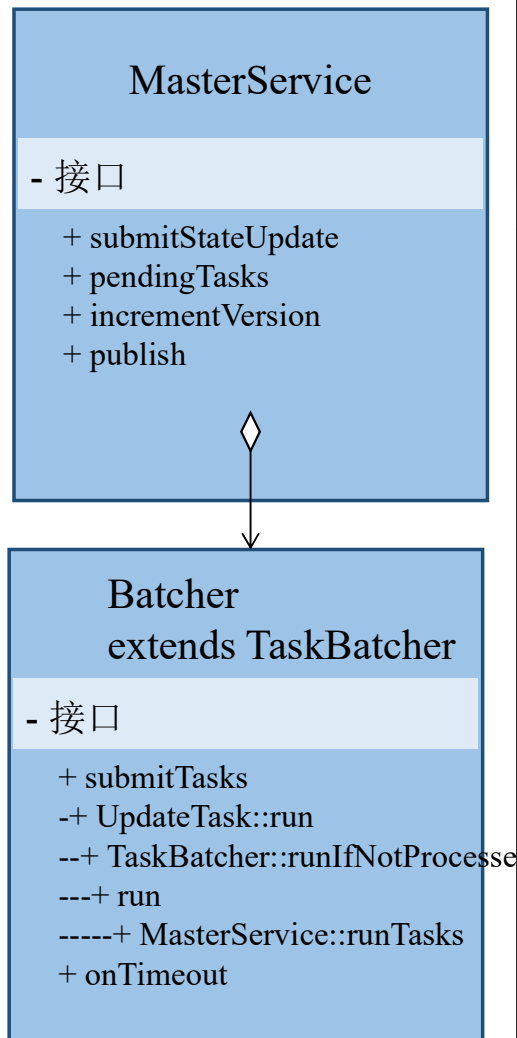 MasterService
- 接口
+ submitStateUpdate
+ pendingTasks
+ incrementVersion
+ publish
Batcher
extends TaskBatcher
- 接口
+ submitTasks
-+ UpdateTask::run
--+ TaskBatcher::runIfNotProcesse
---+ run
-----+ MasterService::runTasks
+ onTimeout